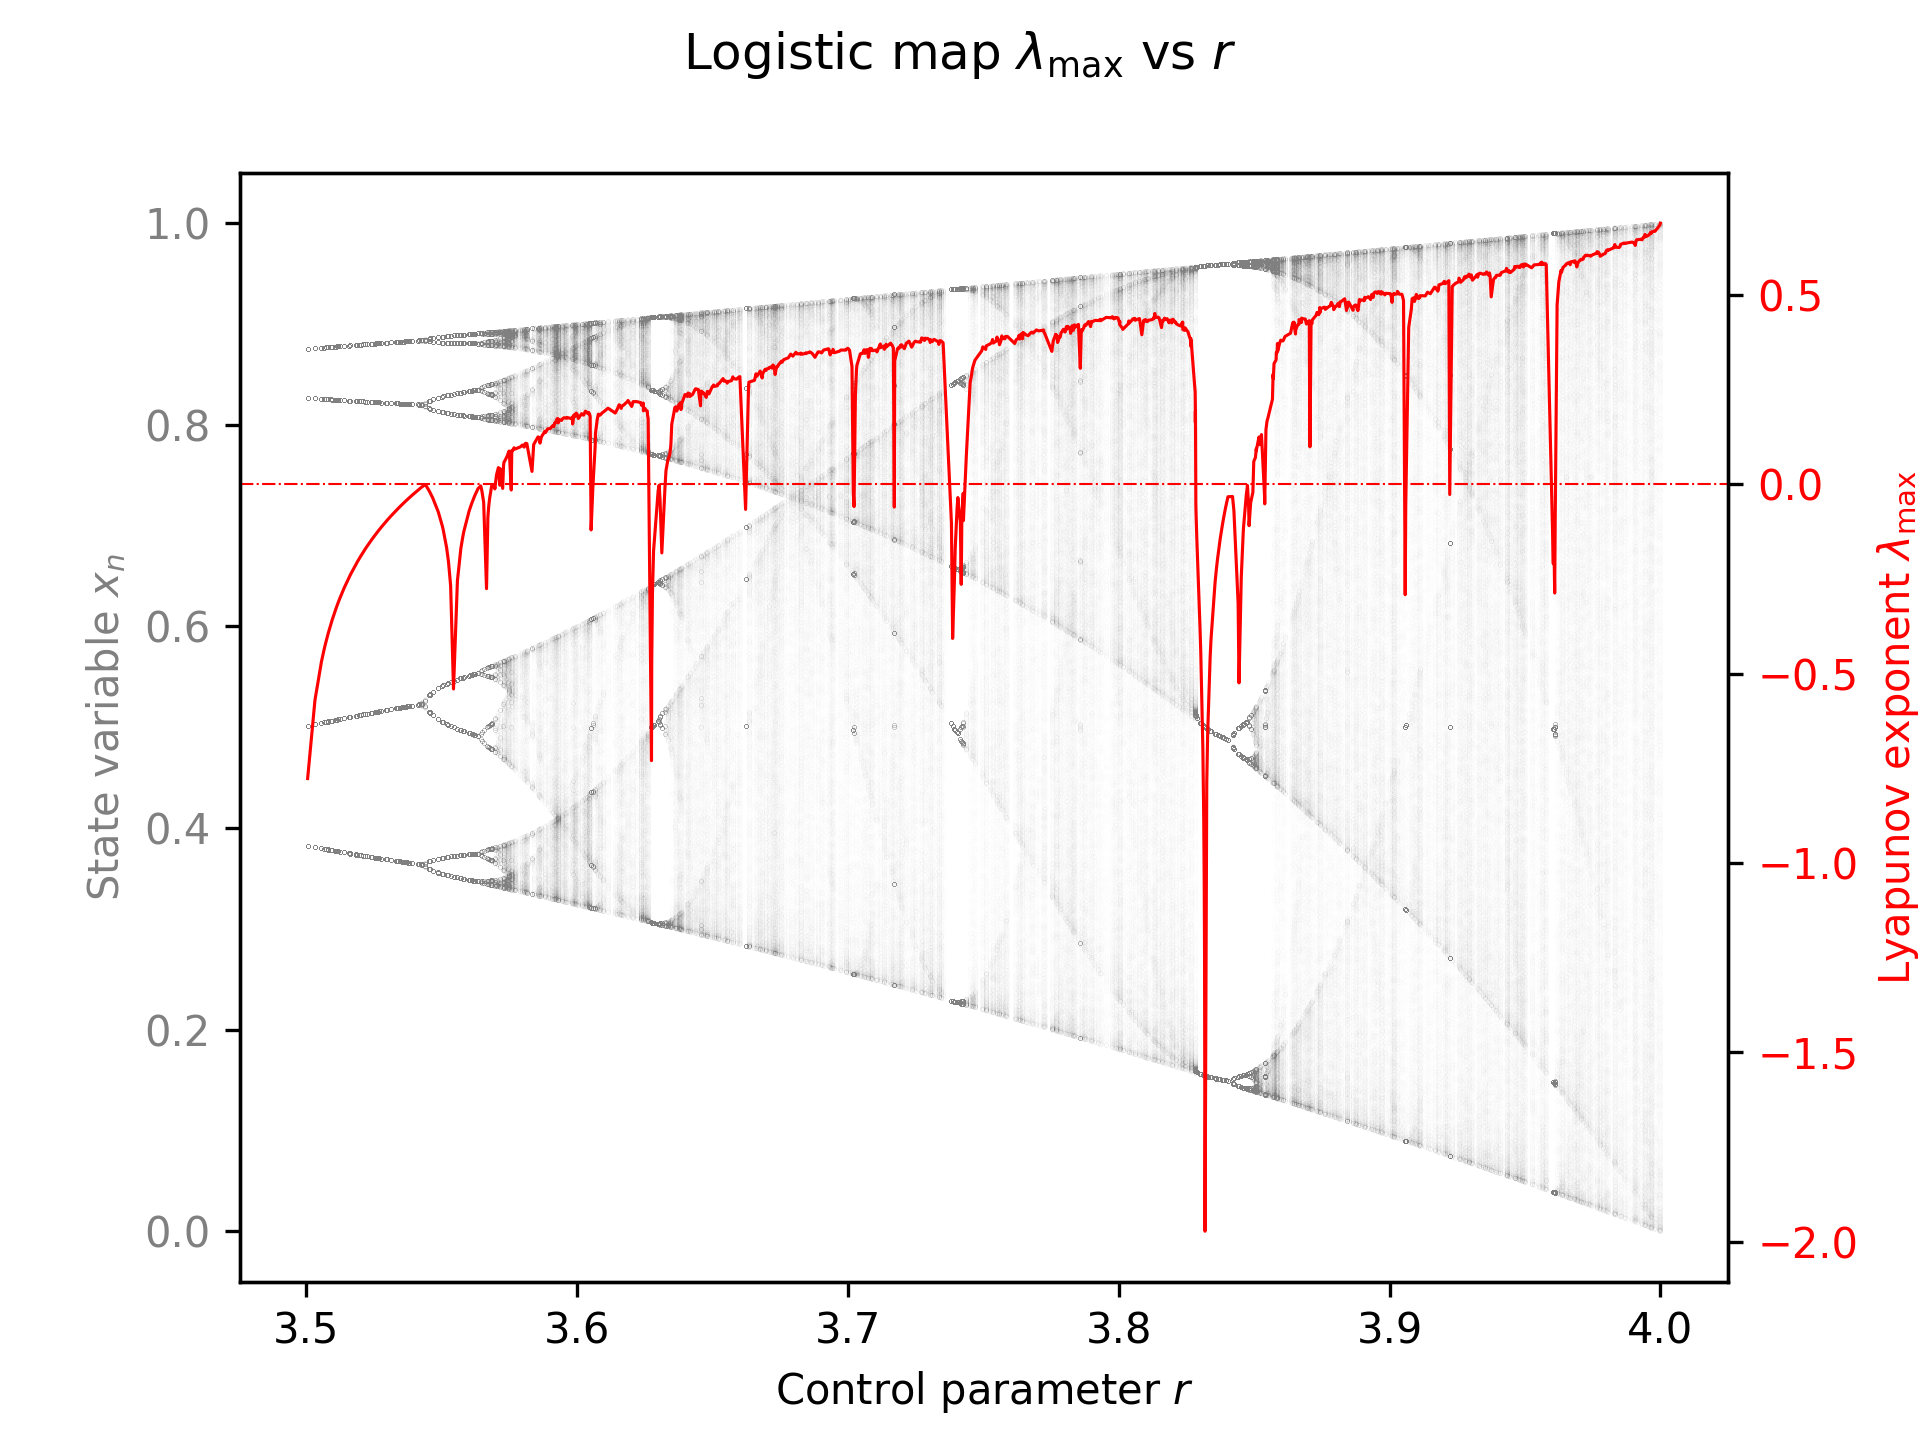 Logistic map λmax vs r
1.0
0.8
0.6
0.4
0.2
0.0
State variable xn
0.5
0.0
−0.5
−1.0
−1.5
−2.0
Lyapunov exponent λmax
3.5 3.6 3.7 3.8 3.9 4.0
Control parameter r